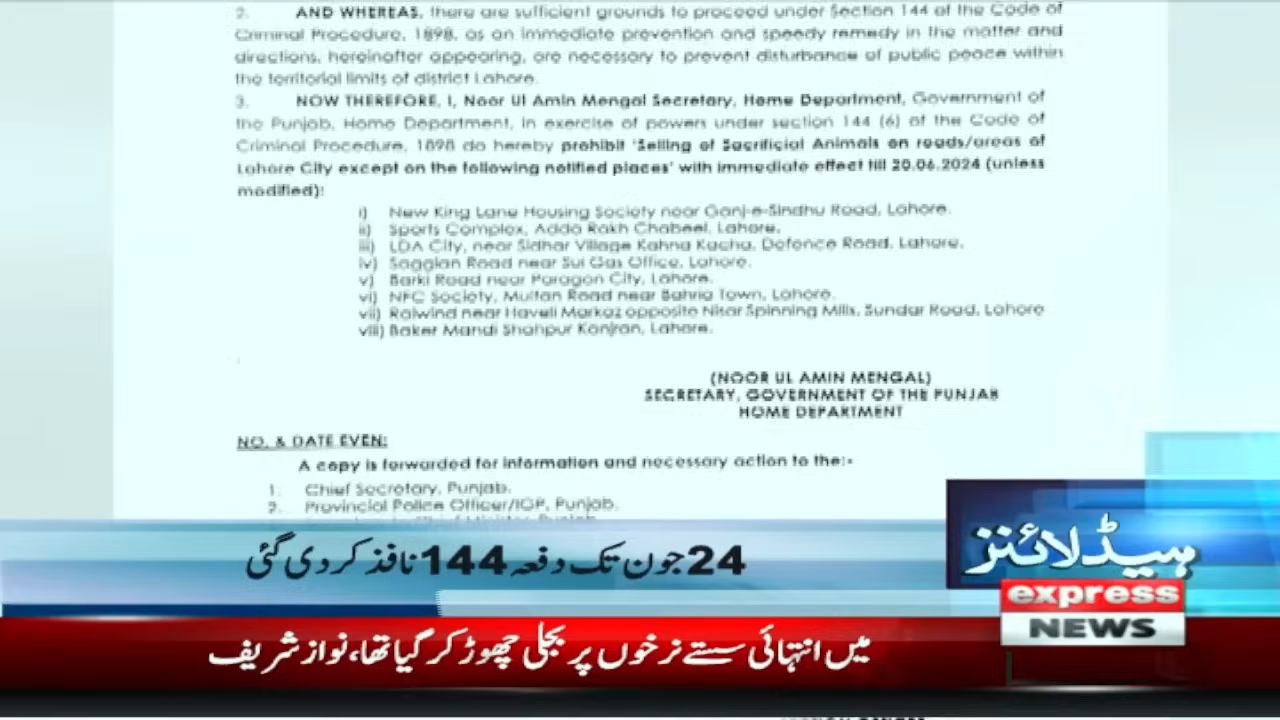 2. AND WHEREAS, there are sufficient grounds to proceed under Section 144 of the Code of
Criminal Procedure, 1898, as an immediate prevention and speedy remedy in the matter and
directions, hereinafter appearing, are necessary to prevent disturbance of public peace within
the territorial limits of district Lahore.
3. NOW THEREFORE, I, Noor Ul Amin Mengal Secretary, Home Department, Government of
the Punjab, Home Department, in exercise of powers under section 144 (6) of the Code of
Criminal Procedure, 1898 do hereby prohibit 'Selling of Sacrificial Animals on roads/areas of
Lahore City except on the following notified places' with immediate effect till 20.06.2024 (unless
modified):
i) New King Lane Housing Society near Ganj-e-Sindhu Road, Lahore.
ii) Sports Complex, Adda Rakh Chabeel, Lahore.
iii) LDA City, near Sidhar Village Kahna Kacha, Defence Road, Lahore.
iv) Saggian Road near Sui Gas Office, Lahore.
v) Barki Road near Paragon City, Lahore.
vi) NFC Society, Multan Road near Bahria Town, Lahore.
vii) Raiwind near Haveli Markaz opposite Nisar Spinning Mills, Sundar Road, Lahore
viii) Baker Mandi Shahpur Kanjran, Lahore.
(NOOR UL AMIN MENGAL)
SECRETARY, GOVERNMENT OF THE PUNJAB
HOME DEPARTMENT
NO. & DATE EVEN:
A copy is forwarded for information and necessary action to the:-
1. Chief Secretary, Punjab.
2. Provincial Police Officer/IGP, Punjab.
24 جون تک دفعہ 144 نافذ کر دی گئی
ہیڈلائنز
express
NEWS
میں انتہائی سستے نرخوں پر بجلی چھوڑ کر گیا تھا، نواز شریف